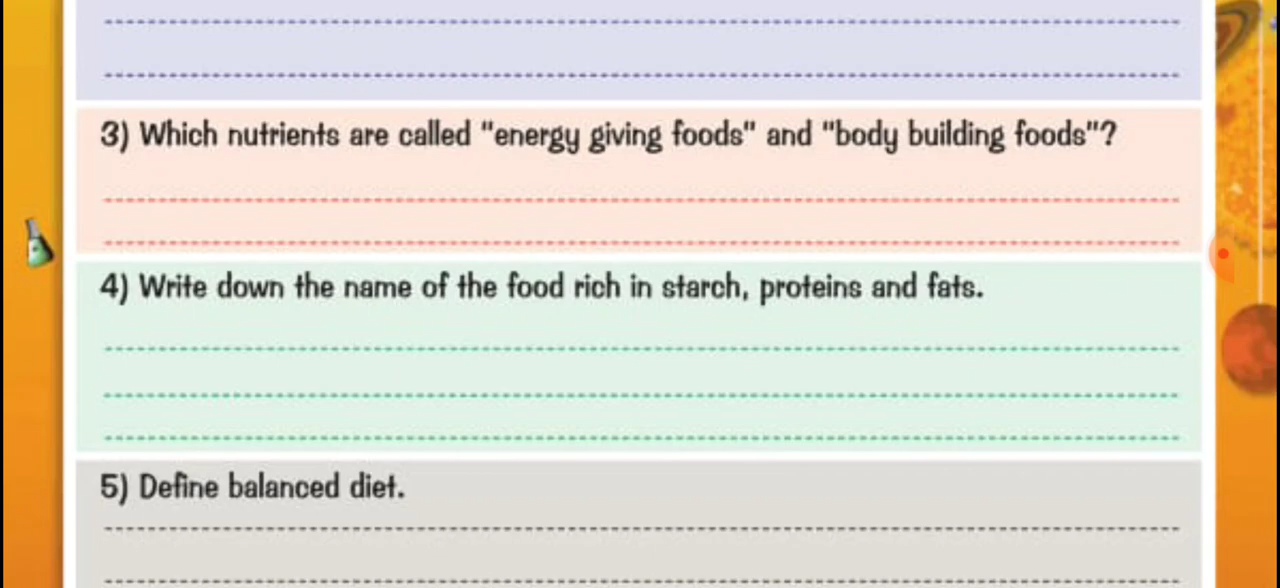 3) Which nutrients are called "energy giving foods" and "body building foods"?
4) Write down the name of the food rich in starch, proteins and fats.
5) Define balanced diet.